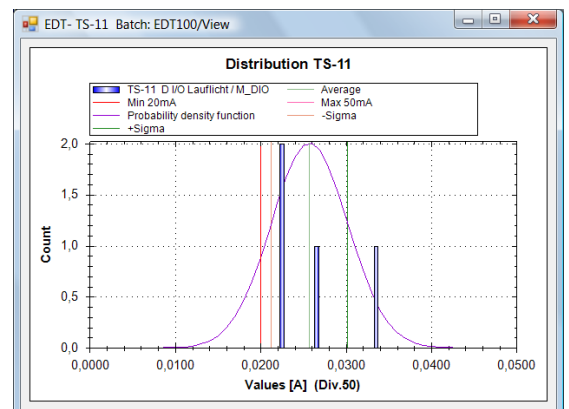 EDT- TS-11 Batch: EDT100/View
Distribution TS-11
TS-11 D I/O Lauflicht / M_DIO Average
Min 20mA Max 50mA
Probability density function -Sigma
+Sigma
2,0
1,5
1,0
0,5
0,0
Count
0,0000 0,0100 0,0200 0,0300 0,0400 0,0500
Values [A] (Div.50)